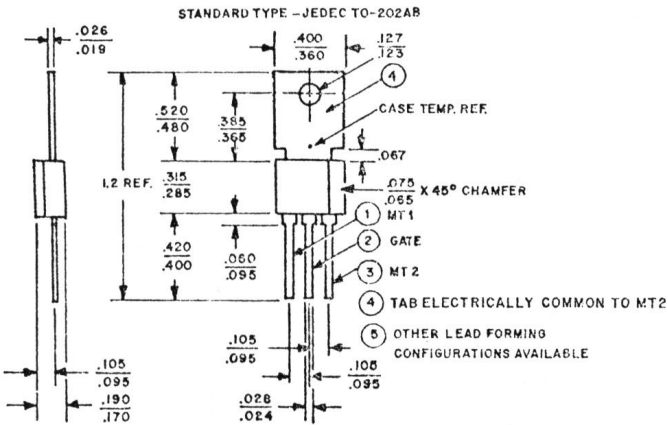 STANDARD TYPE - JEDEC TO-202AB
.026
.019
.400
.360
.127
.123
4
CASE TEMP. REF.
.520
.480
.385
.365
.067
1.2 REF.
.315
.285
.075
.065 X 45° CHAMFER
1 MT1
.420
.400
.060
.095
2 GATE
3 MT2
4 TAB ELECTRICALLY COMMON TO MT2
5 OTHER LEAD FORMING
CONFIGURATIONS AVAILABLE
.105
.095
.105
.095
.105
.095
.190
.170
.028
.024